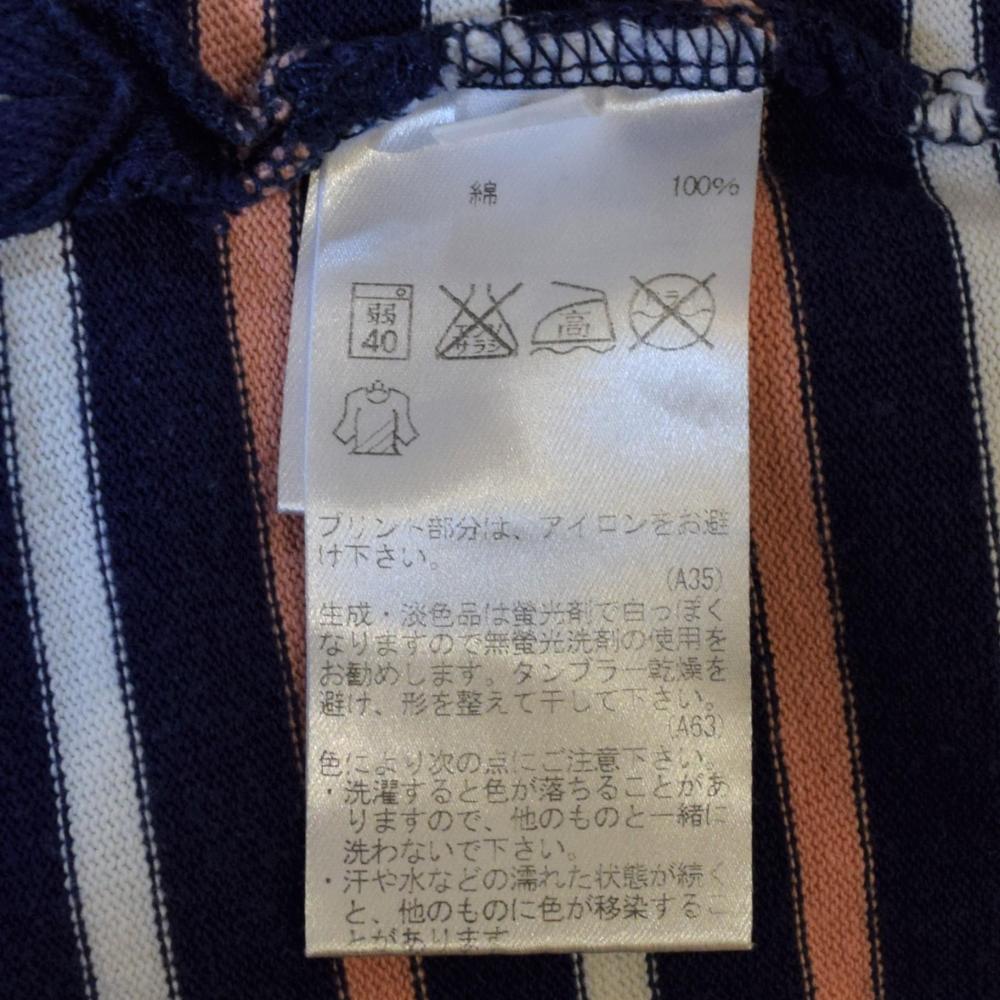 綿 100%
弱
40
エンソ
サラシ
高
ドライ
プリント部分は、アイロンをお避
け下さい。
(A35)
生成・淡色品は螢光剤で白っぽく
なりますので無螢光洗剤の使用を
お勧めします。タンブラー乾燥を
避け、形を整えて干して下さい。
(A63)
色により次の点にご注意下さい。
・洗濯すると色が落ちることがあ
りますので、他のものと一緒に
洗わないで下さい。
・汗や水などの濡れた状態が続く
と、他のものに色が移染するこ
とがあります